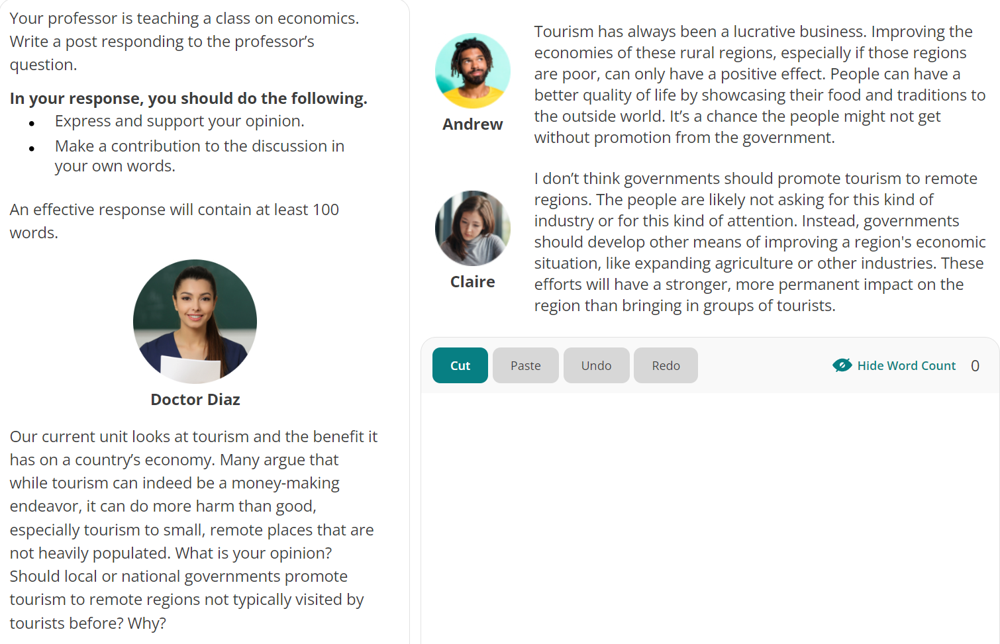 Your professor is teaching a class on economics.
Write a post responding to the professor's
question.
In your response, you should do the following.
• Express and support your opinion.
• Make a contribution to the discussion in
your own words.
An effective response will contain at least 100
words.
Doctor Diaz
Our current unit looks at tourism and the benefit it
has on a country's economy. Many argue that
while tourism can indeed be a money-making
endeavor, it can do more harm than good,
especially tourism to small, remote places that are
not heavily populated. What is your opinion?
Should local or national governments promote
tourism to remote regions not typically visited by
tourists before? Why?
Andrew
Tourism has always been a lucrative business. Improving the
economies of these rural regions, especially if those regions
are poor, can only have a positive effect. People can have a
better quality of life by showcasing their food and traditions to
the outside world. It's a chance the people might not get
without promotion from the government.
Claire
I don't think governments should promote tourism to remote
regions. The people are likely not asking for this kind of
industry or for this kind of attention. Instead, governments
should develop other means of improving a region's economic
situation, like expanding agriculture or other industries. These
efforts will have a stronger, more permanent impact on the
region than bringing in groups of tourists.
Cut Paste Undo Redo Hide Word Count 0